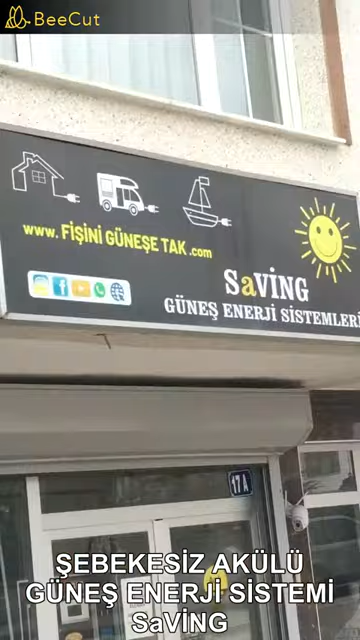 BeeCut
www. FİŞİNİ GÜNEŞE TAK .com
SaVİNG
GÜNEŞ ENERJİ SİSTEMLERİ
17 A
ŞEBEKESİZ AKÜLÜ
GÜNEŞ ENERJİ SİSTEMİ
SaVİNG